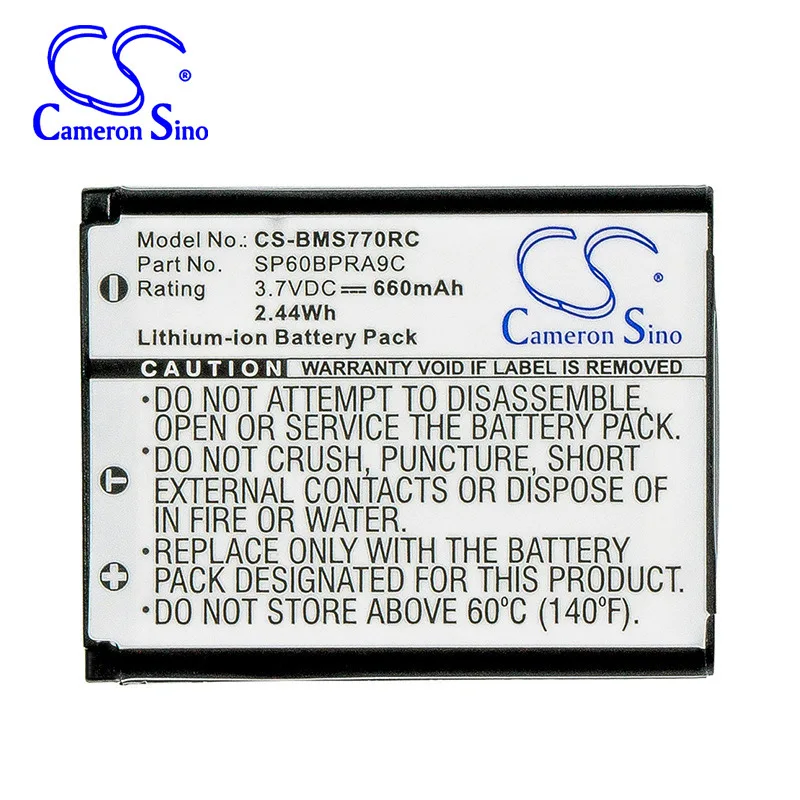 CS
®
Cameron Sino
Model No.: CS-BMS770RC
Part No. : SP60BPRA9C
Rating : 3.7VDC 660mAh
2.44Wh
Lithium-ion Battery Pack
CS
®
Cameron Sino
CAUTION WARRANTY VOID IF LABEL IS REMOVED
•DO NOT ATTEMPT TO DISASSEMBLE,
OPEN OR SERVICE THE BATTERY PACK.
•DO NOT CRUSH, PUNCTURE, SHORT
EXTERNAL CONTACTS OR DISPOSE OF
IN FIRE OR WATER.
•REPLACE ONLY WITH THE BATTERY
PACK DESIGNATED FOR THIS PRODUCT.
•DO NOT STORE ABOVE 60ºC (140ºF).